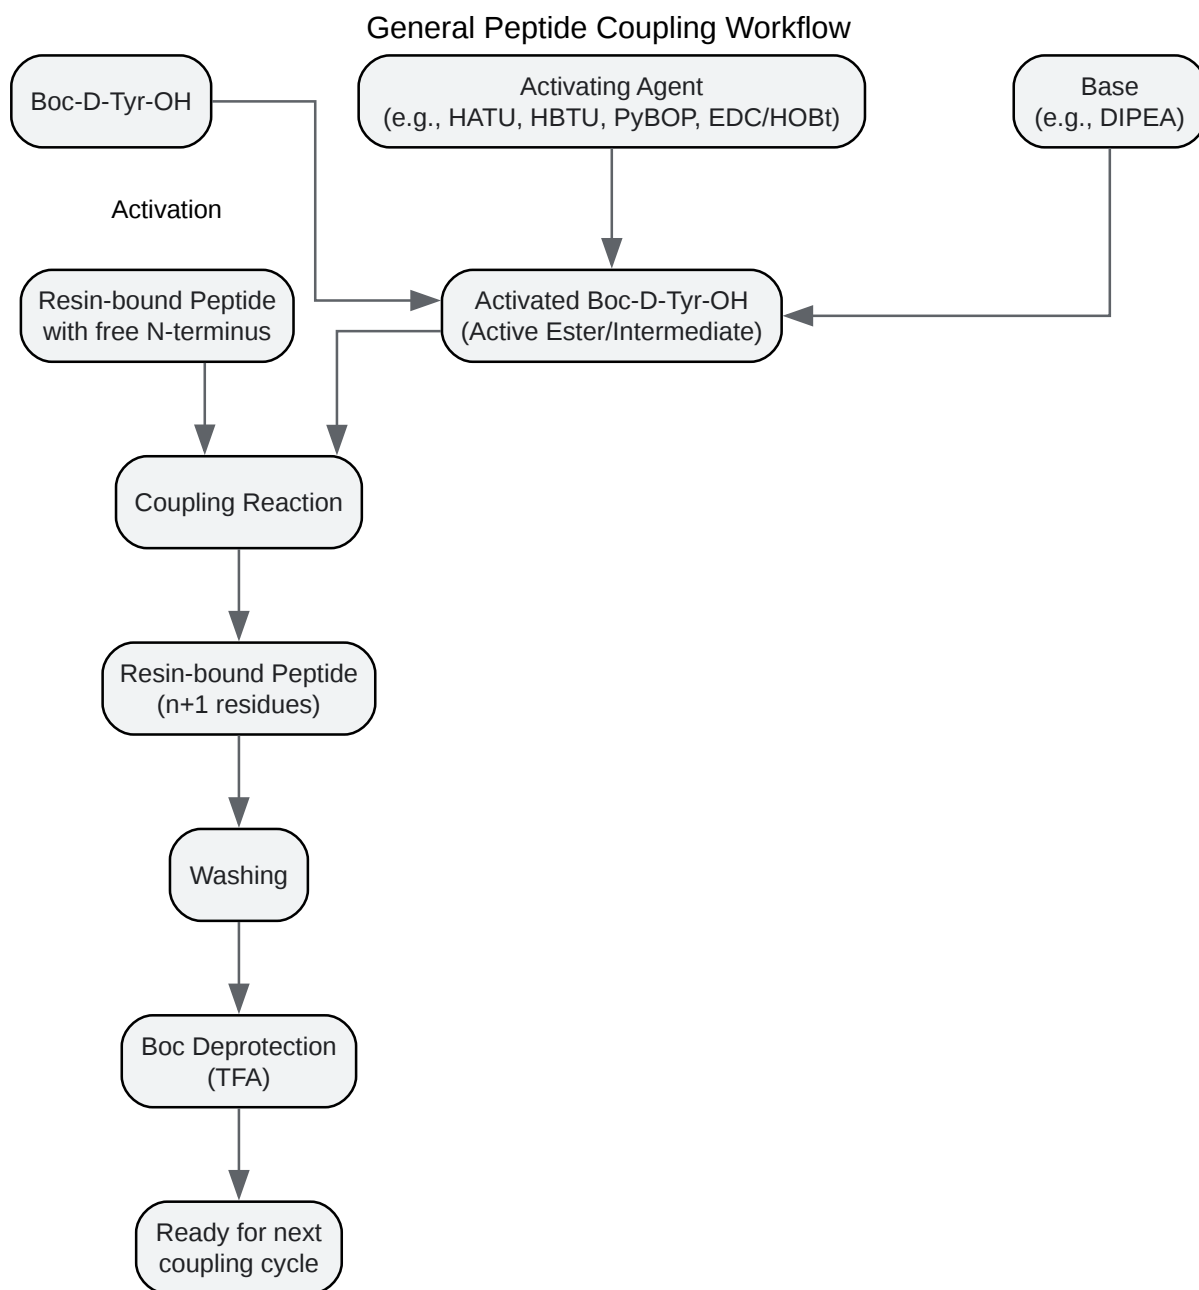 General Peptide Coupling Workflow
Boc-D-Tyr-OH
Activating Agent
(e.g., HATU, HBTU, PyBOP, EDC/HOBt)
Base
(e.g., DIPEA)
Activation
Resin-bound Peptide
with free N-terminus
Activated Boc-D-Tyr-OH
(Active Ester/Intermediate)
Coupling Reaction
Resin-bound Peptide
(n+1 residues)
Washing
Boc Deprotection
(TFA)
Ready for next
coupling cycle